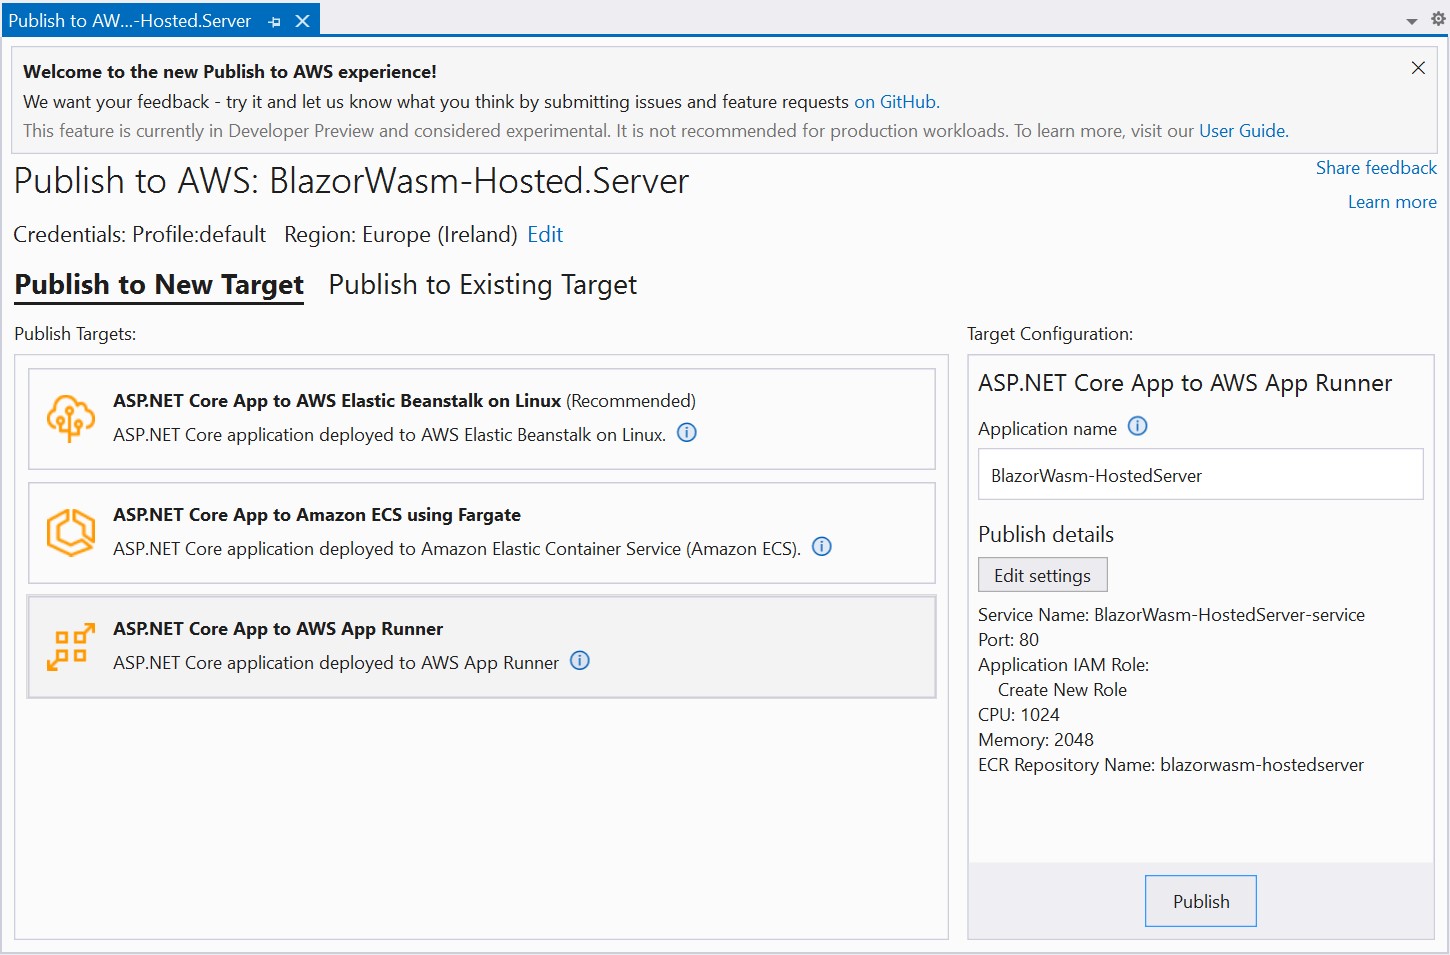 Publish to AW...-Hosted.Server
Welcome to the new Publish to AWS experience!
We want your feedback - try it and let us know what you think by submitting issues and feature requests on GitHub.
This feature is currently in Developer Preview and considered experimental. It is not recommended for production workloads. To learn more, visit our User Guide.
Publish to AWS: BlazorWasm-Hosted.Server
Share feedback
Learn more
Credentials: Profile:default Region: Europe (Ireland) Edit
Publish to New Target Publish to Existing Target
Publish Targets:
ASP.NET Core App to AWS Elastic Beanstalk on Linux (Recommended)
ASP.NET Core application deployed to AWS Elastic Beanstalk on Linux.
ASP.NET Core App to Amazon ECS using Fargate
ASP.NET Core application deployed to Amazon Elastic Container Service (Amazon ECS).
ASP.NET Core App to AWS App Runner
ASP.NET Core application deployed to AWS App Runner
Target Configuration:
ASP.NET Core App to AWS App Runner
Application name
BlazorWasm-HostedServer
Publish details
Edit settings
Service Name: BlazorWasm-HostedServer-service
Port: 80
Application IAM Role:
Create New Role
CPU: 1024
Memory: 2048
ECR Repository Name: blazorwasm-hostedserver
Publish